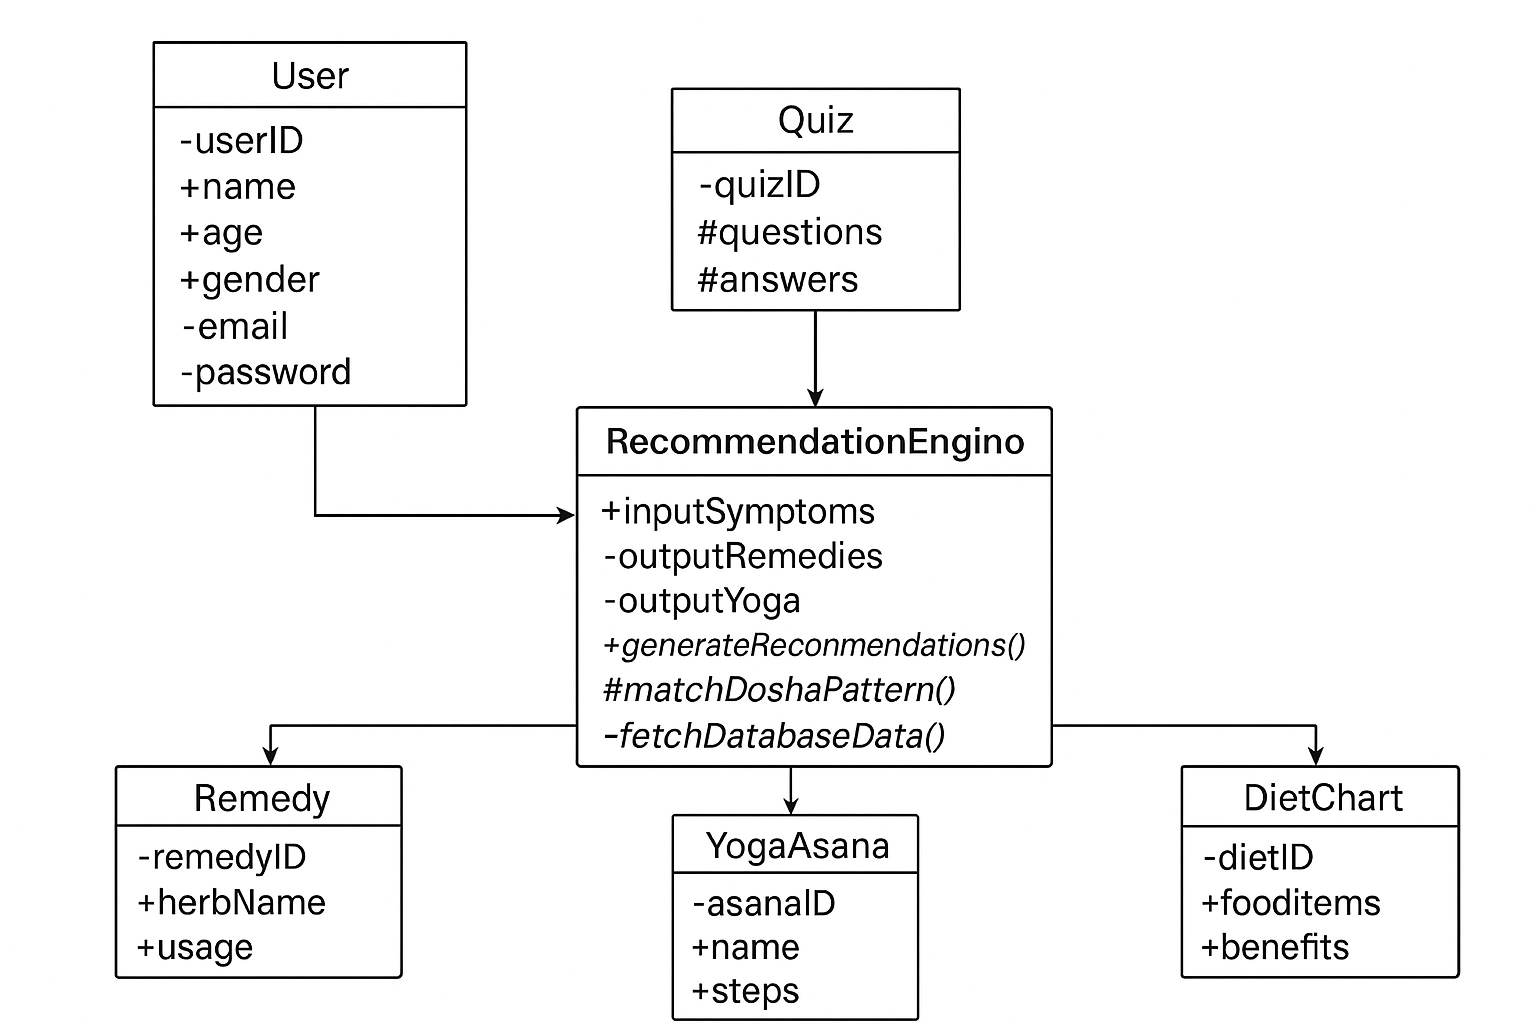 User
-userID
+name
+age
+gender
-email
-password
Quiz
-quizID
#questions
#answers
RecommendationEngino
+inputSymptoms
-outputRemedies
-outputYoga
+generateReconmendations()
#matchDoshaPattern()
-fetchDatabaseData()
Remedy
-remedyID
+herbName
+usage
YogaAsana
-asanaID
+name
+steps
DietChart
-dietID
+fooditems
+benefits